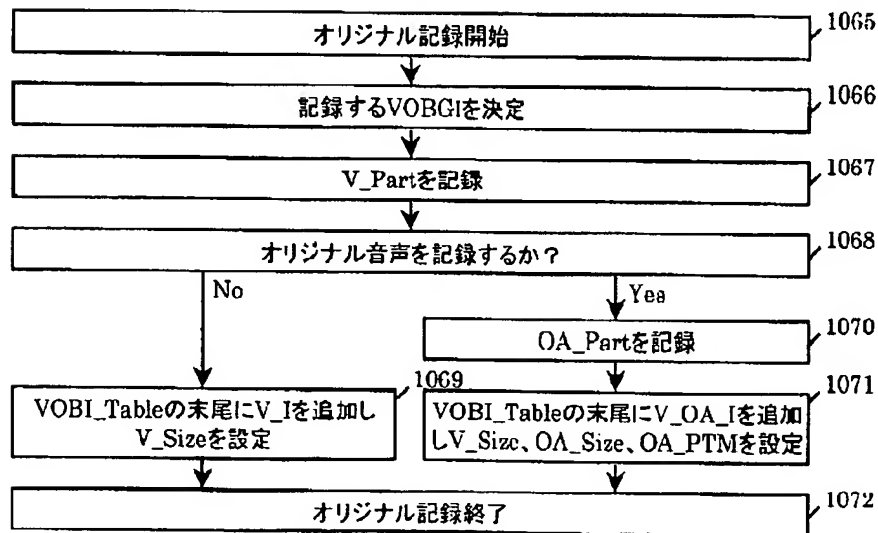 オリジナル記録開始
1065
記録するVOBGIを決定
1066
V_Partを記録
1067
オリジナル音声を記録するか？
1068
No
Yes
OA_Partを記録
1070
1069
VOBI_Tableの末尾にV_Iを追加し
V_Sizeを設定
1071
VOBI_Tableの末尾にV_OA_Iを追加
しV_Size、OA_Size、OA_PTMを設定
オリジナル記録終了
1072